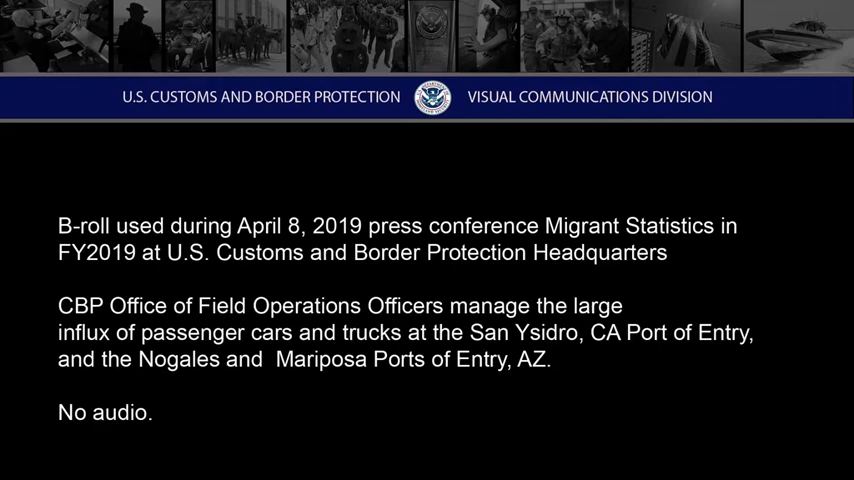 U.S. CUSTOMS AND BORDER PROTECTION VISUAL COMMUNICATIONS DIVISION
B-roll used during April 8, 2019 press conference Migrant Statistics in
FY2019 at U.S. Customs and Border Protection Headquarters
CBP Office of Field Operations Officers manage the large
influx of passenger cars and trucks at the San Ysidro, CA Port of Entry,
and the Nogales and  Mariposa Ports of Entry, AZ.
No audio.